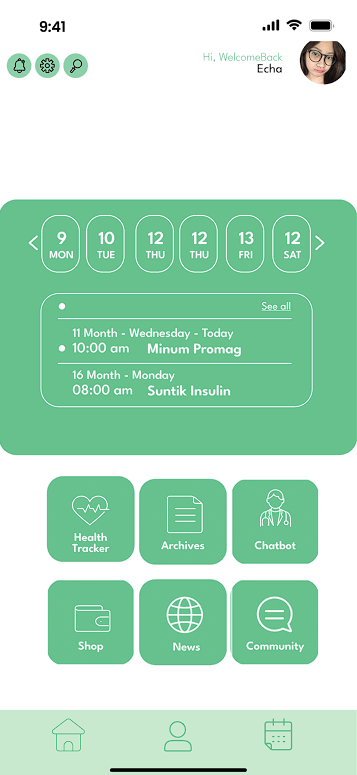 9:41
Hi, WelcomeBack
Echa
9 10 12 12 13 12
MON TUE THU THU FRI SAT
See all
11 Month - Wednesday - Today
10:00 am Minum Promag
16 Month - Monday
08:00 am Suntik Insulin
Health
Tracker
Archives
Chatbot
Shop
News
Community